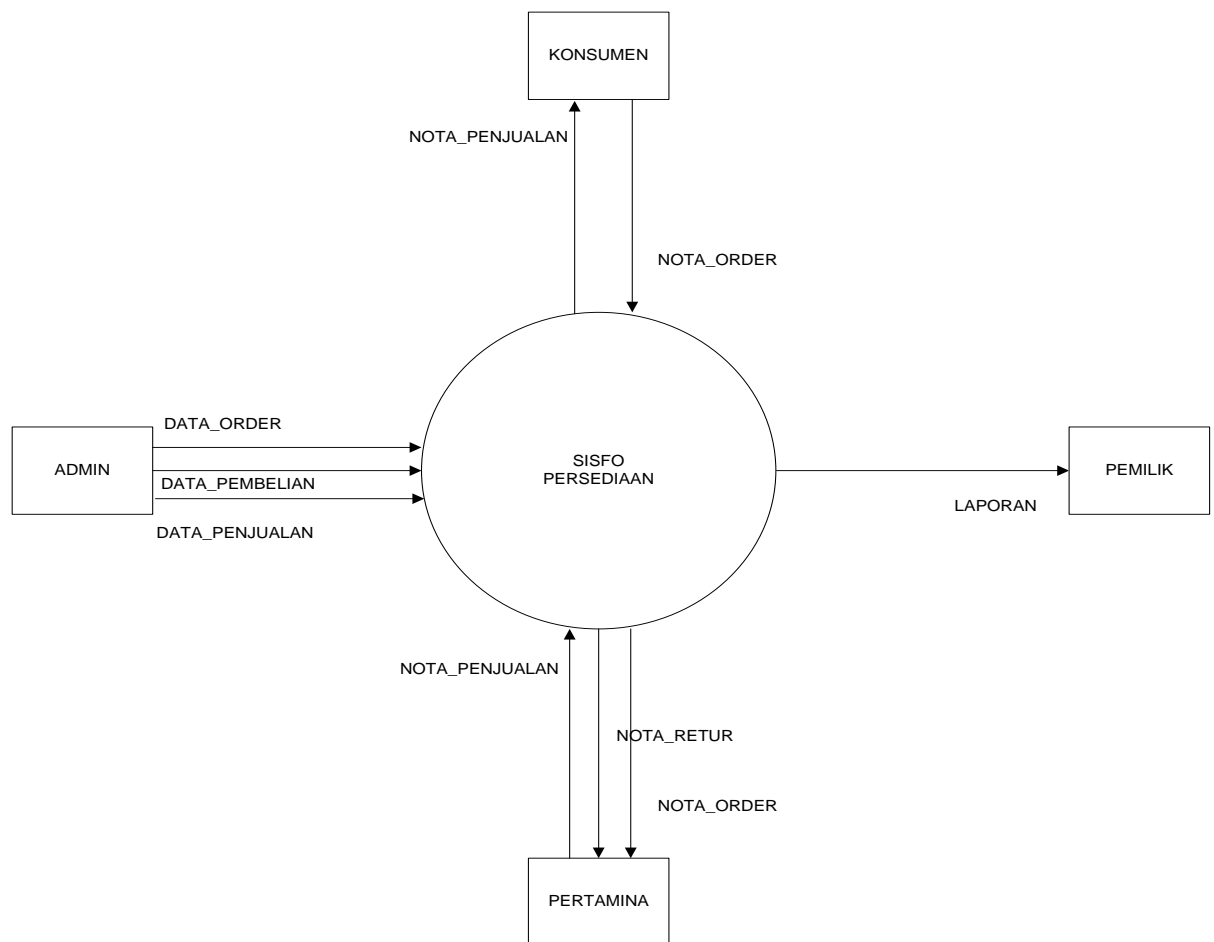 KONSUMEN
NOTA_PENJUALAN
NOTA_ORDER
DATA_ORDER
ADMIN
DATA_PEMBELIAN
DATA_PENJUALAN
SISFO
PERSEDIAAN
PEMILIK
LAPORAN
NOTA_PENJUALAN
NOTA_RETUR
NOTA_ORDER
PERTAMINA